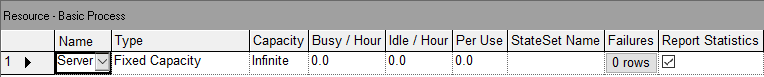 Resource - Basic Process
Name Type Capacity Busy / Hour Idle / Hour Per Use StateSet Name Failures Report Statistics
1 Server Fixed Capacity Infinite 0.0 0.0 0.0 0 rows